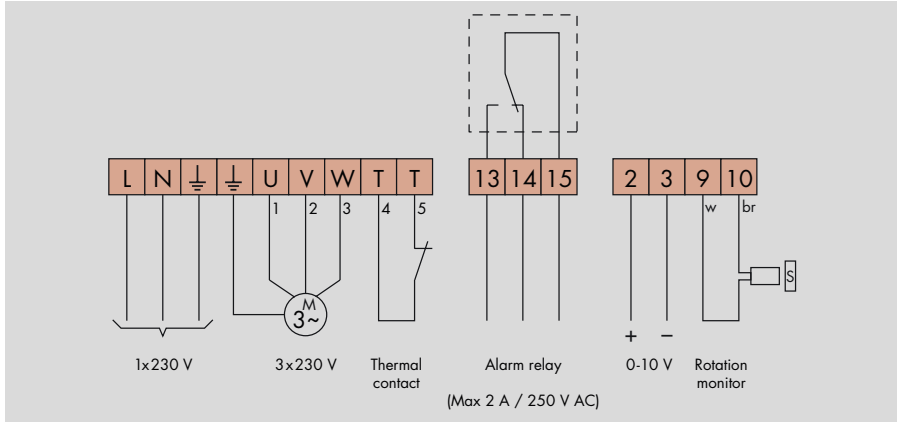 L N U V W T T
13 14 15
2 3 9 10
1 2 3 4 5
w br
M
3~
S
+ −
1x230 V
3x230 V
Thermal
contact
Alarm relay
(Max 2 A / 250 V AC)
0-10 V
Rotation
monitor